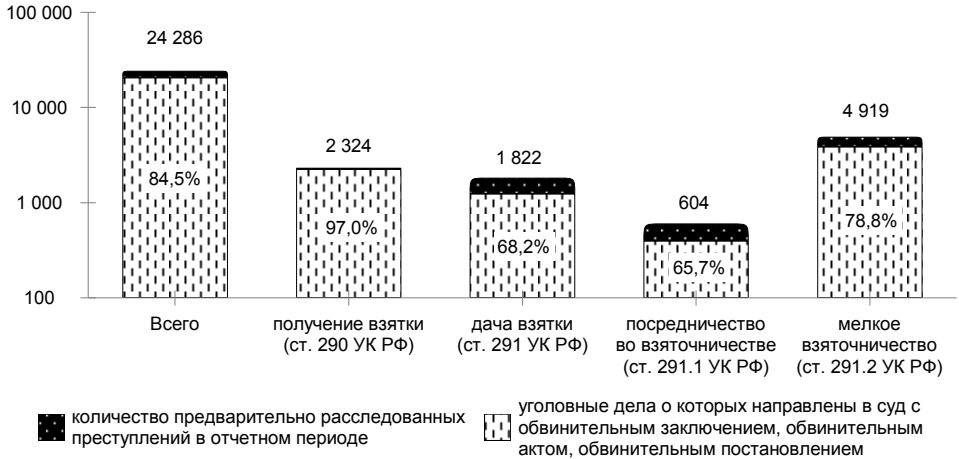 100 000
10 000
1 000
100
24 286
2 324
1 822
604
4 919
84,5%
97,0%
68,2%
65,7%
78,8%
Всего
получение взятки
(ст. 290 УК РФ)
дача взятки
(ст. 291 УК РФ)
посредничество
во взяточничестве
(ст. 291.1 УК РФ)
мелкое
взяточничество
(ст. 291.2 УК РФ)
количество предварительно расследованных
преступлений в отчетном периоде
уголовные дела о которых направлены в суд с
обвинительным заключением, обвинительным
актом, обвинительным постановлением